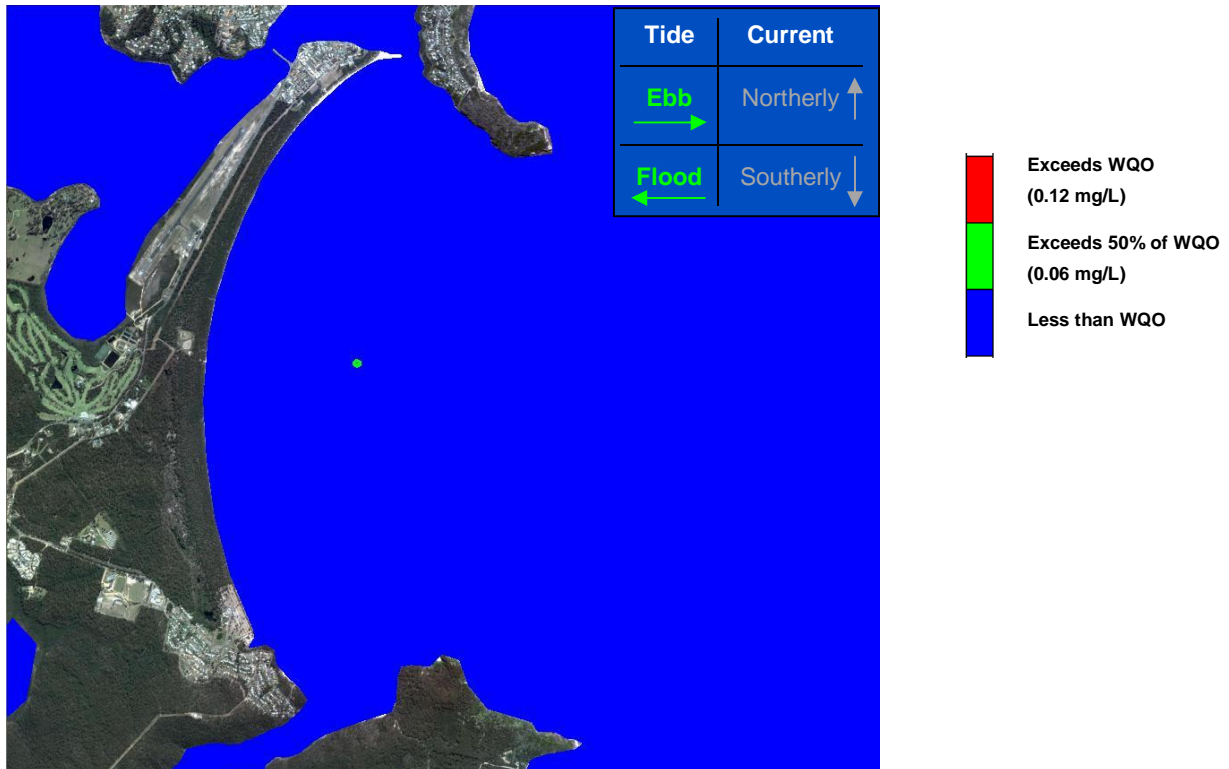 Tide Current
Ebb Northerly
Flood Southerly
Exceeds WQO
(0.12 mg/L)
Exceeds 50% of WQO
(0.06 mg/L)
Less than WQO